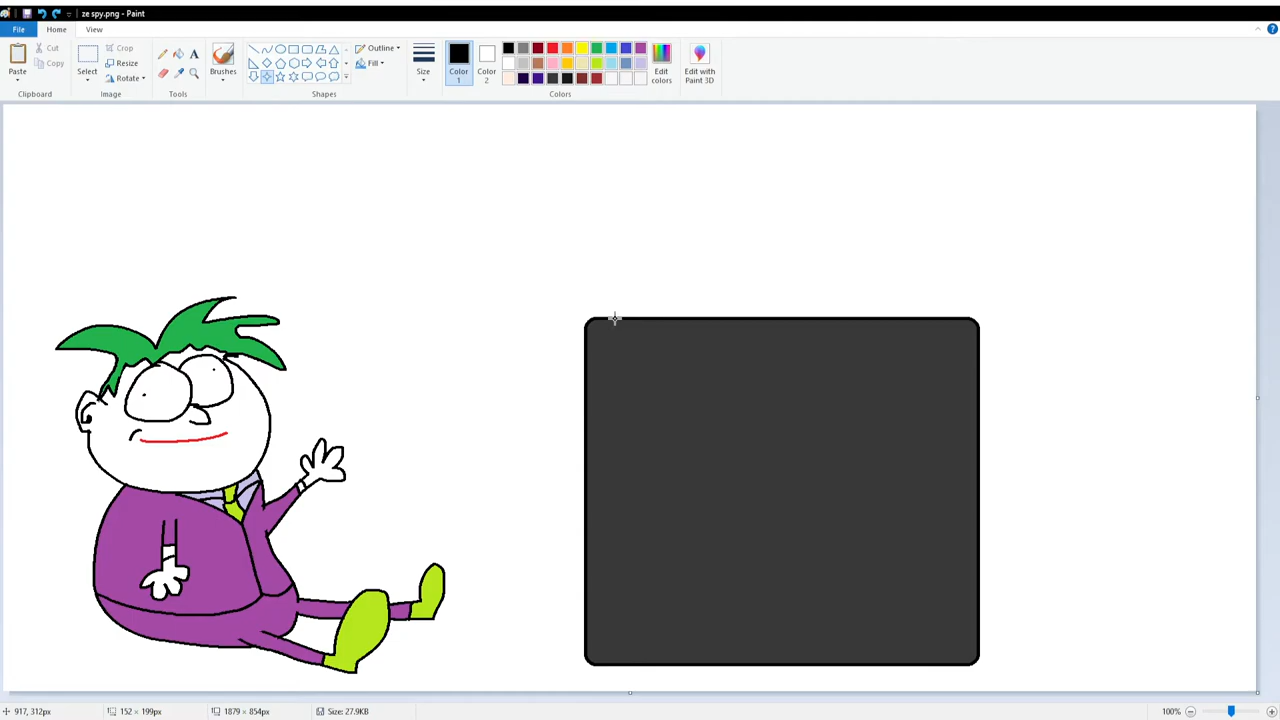 ze spy.png - Paint
File Home View
Paste Cut Copy Clipboard
Select Crop Resize Rotate Image
A Tools
Brushes
Outline Fill Shapes
Size
Color 1 Color 2 Edit colors Colors
Edit with Paint 3D
917, 312px 152 × 199px 1879 × 854px Size: 27.9KB 100%